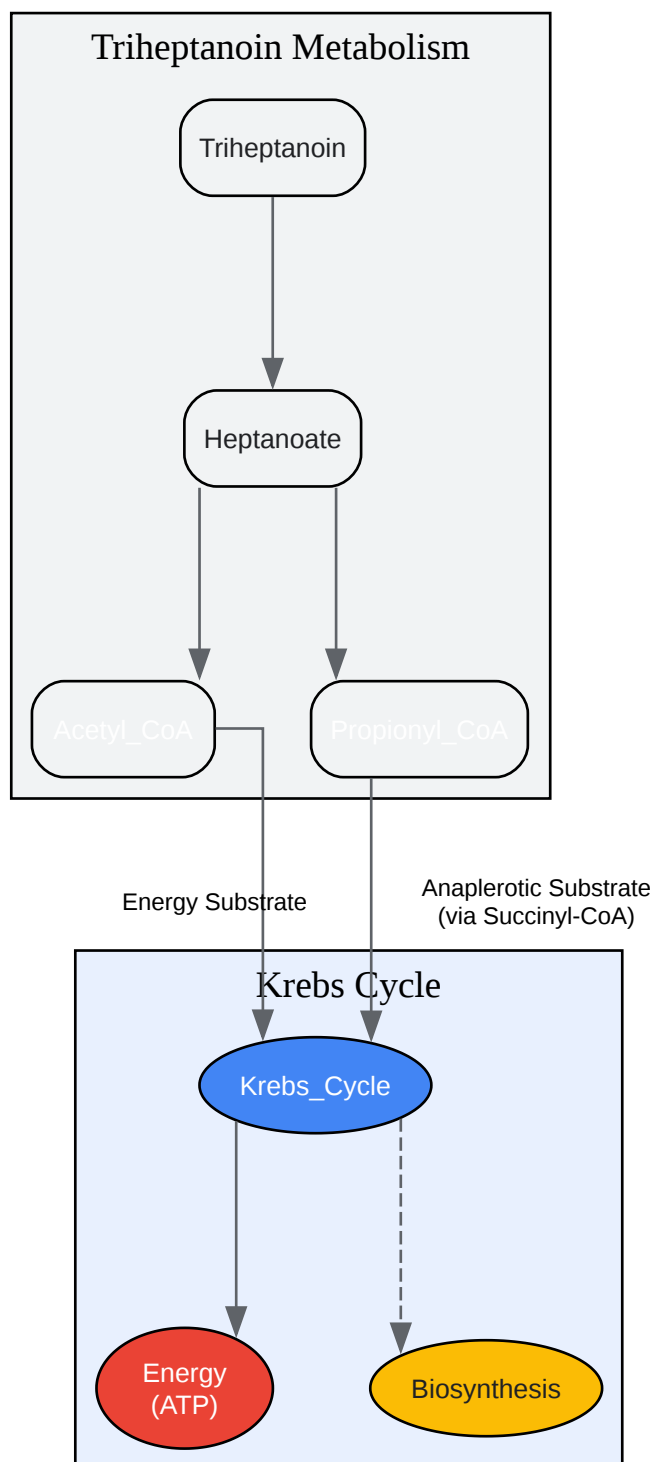 Triheptanoin Metabolism
Triheptanoin
Heptanoate
Acetyl_CoA
Propionyl_CoA
Energy Substrate
Anaplerotic Substrate
(via Succinyl-CoA)
Krebs Cycle
Krebs_Cycle
Energy
(ATP)
Biosynthesis